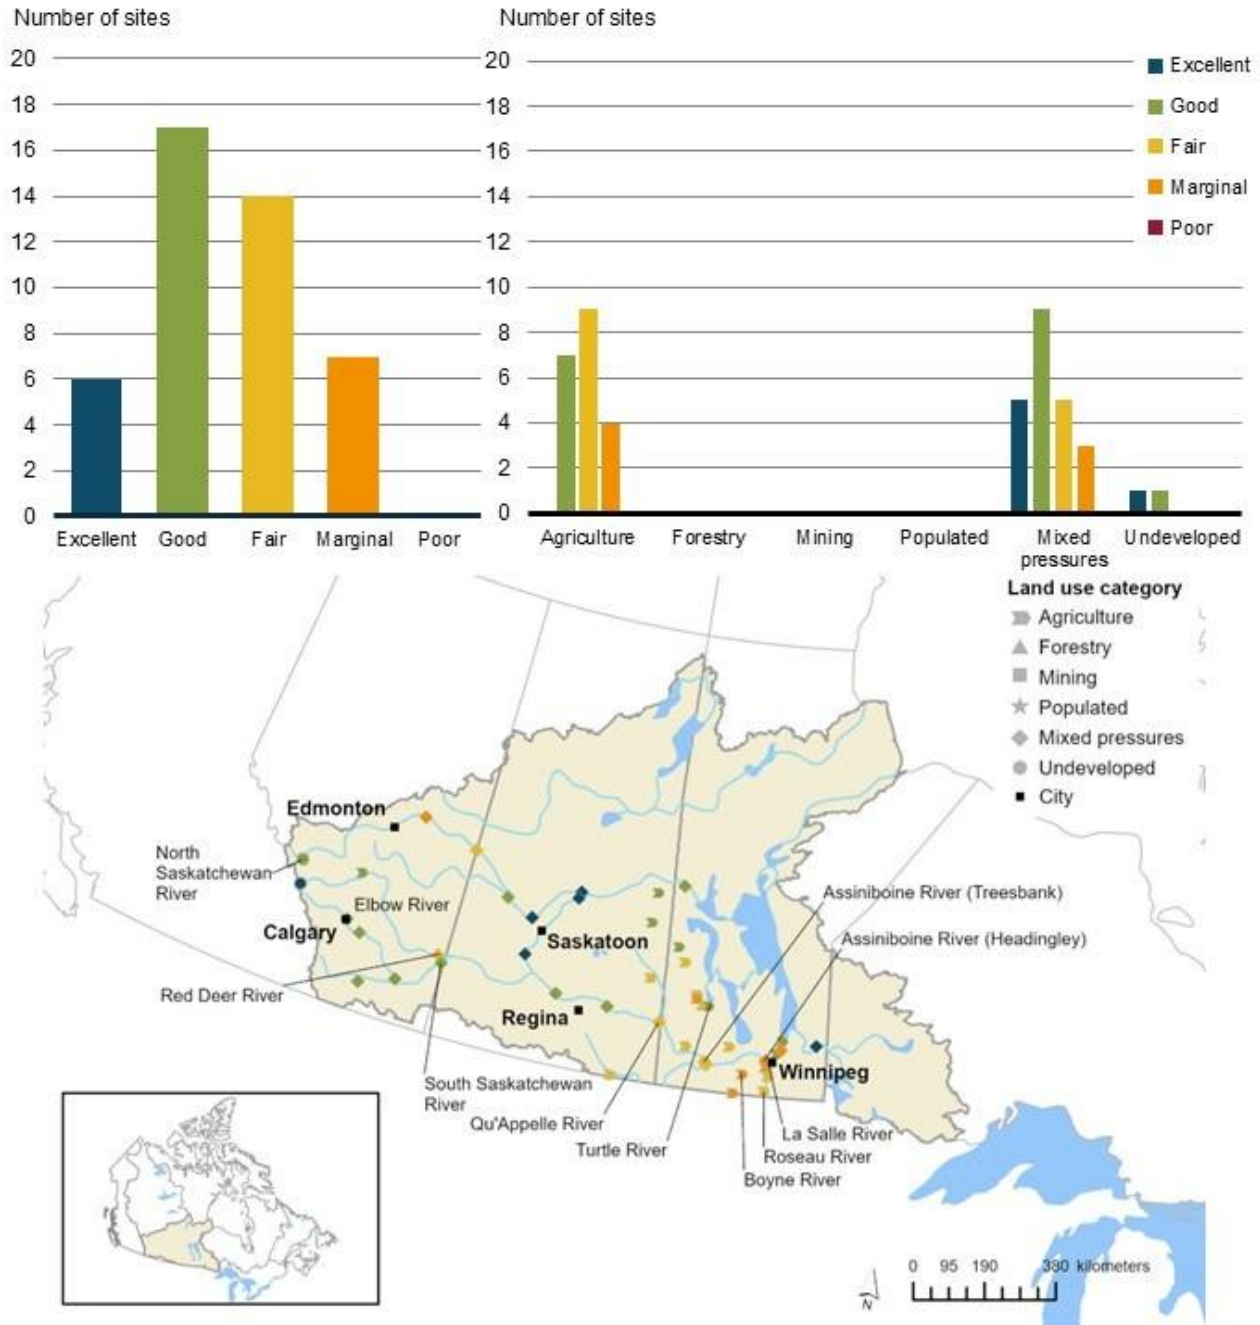 Number of sites
20
18
16
14
12
10
8
6
4
2
0
Excellent
Good
Fair
Marginal
Poor
Number of sites
20
18
16
14
12
10
8
6
4
2
0
Agriculture
Forestry
Mining
Populated
Mixed
pressures
Undeveloped
Excellent
Good
Fair
Marginal
Poor
Land use category
Agriculture
Forestry
Mining
Populated
Mixed pressures
Undeveloped
City
Edmonton
North
Saskatchewan
River
Elbow River
Calgary
Saskatoon
Assiniboine River (Treesbank)
Assiniboine River (Headingley)
Red Deer River
Regina
Winnipeg
South Saskatchewan
River
Qu'Appelle River
Turtle River
La Salle River
Roseau River
Boyne River
0 95 190 380 kilometers
N